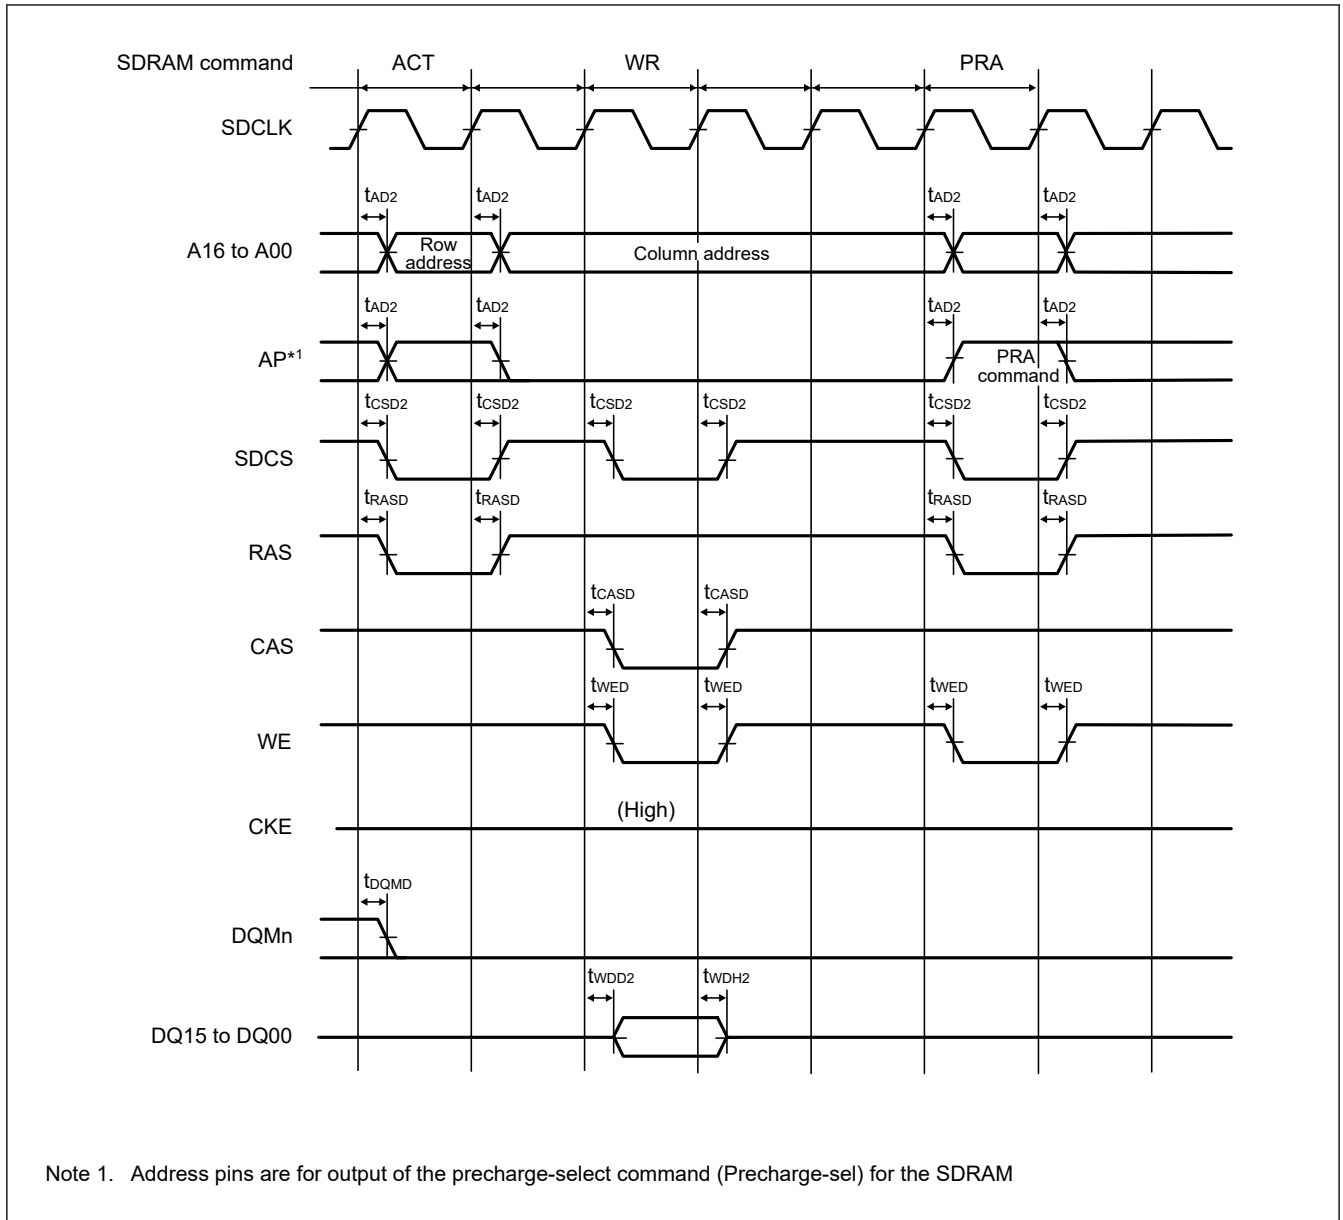 SDRAM command ACT WR PRA
SDCLK
tAD2 tAD2 tAD2 tAD2
A16 to A00 Row address Column address
tAD2 tAD2 tAD2 tAD2
AP*1 PRA command
tCSD2 tCSD2 tCSD2 tCSD2 tCSD2 tCSD2
SDCS
tRASD tRASD tRASD tRASD
RAS
tCASD tCASD
CAS
tWED tWED tWED tWED
WE
(High)
CKE
tDQMD
DQMn
tWDD2 tWDH2
DQ15 to DQ00
Note 1. Address pins are for output of the precharge-select command (Precharge-sel) for the SDRAM